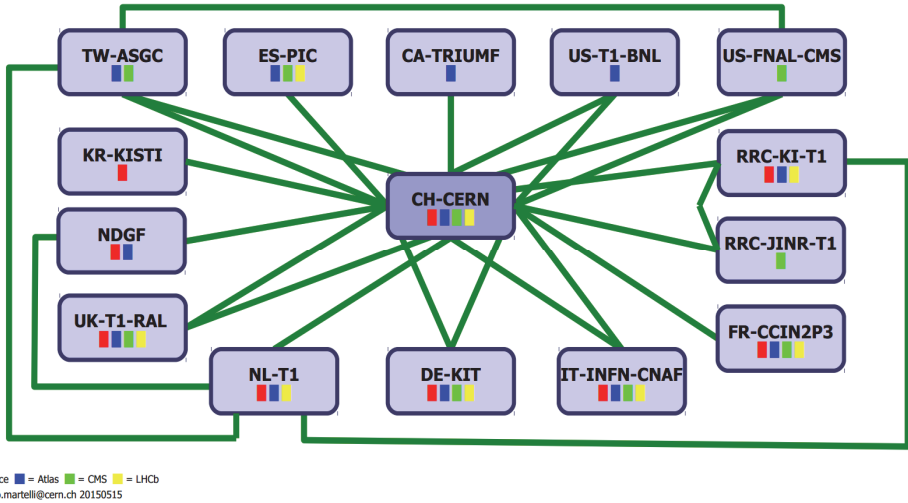 TW-ASGC
ES-PIC
CA-TRIUMF
US-T1-BNL
US-FNAL-CMS
KR-KISTI
RRC-KI-T1
CH-CERN
NDGF
RRC-JINR-T1
UK-T1-RAL
FR-CCIN2P3
NL-T1
DE-KIT
IT-INFN-CNAF
ce = Atlas = CMS = LHCb
o.martelli@cern.ch 20150515